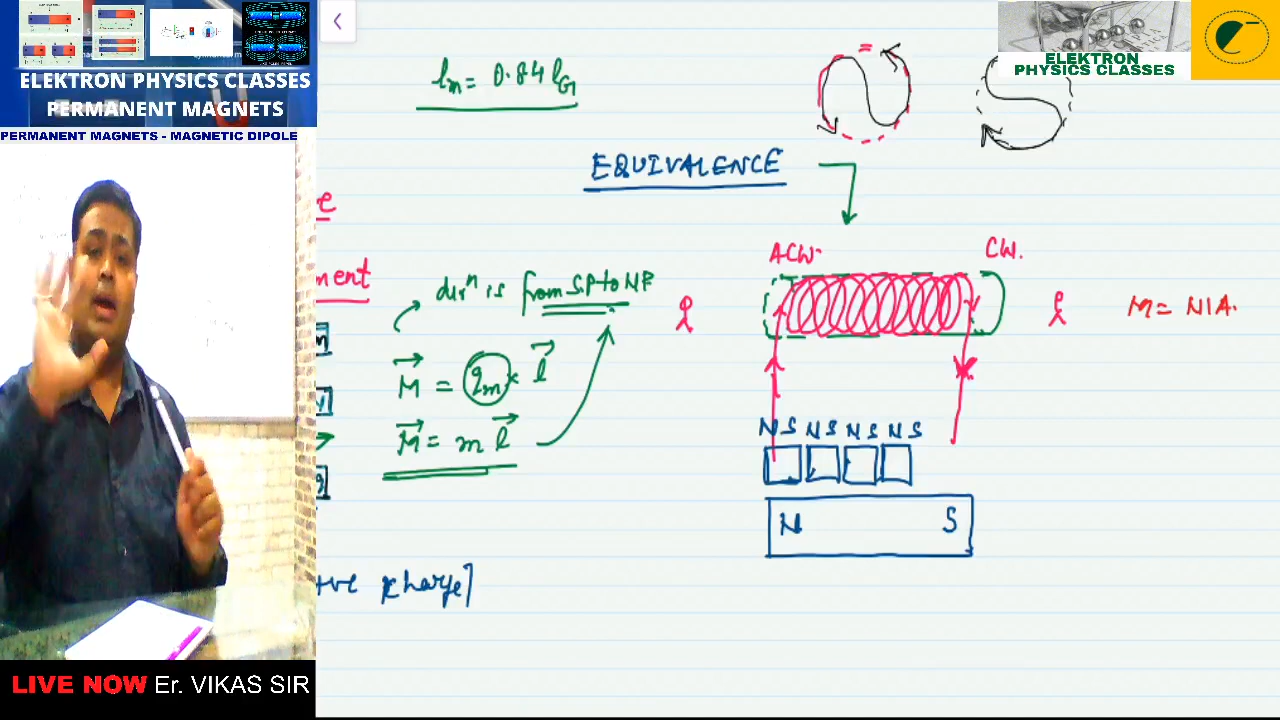 ELEKTRON PHYSICS CLASSES
PERMANENT MAGNETS
PERMANENT MAGNETS - MAGNETIC DIPOLE
ELEKTRON
PHYSICS CLASSES
lm = 0.84 lG
EQUIVALENCE
ACW.
CW.
M = NIA.
ment
dirn is from S.P to NP
M = qm × l
M = m l
N S N S N S N S
N S
+ve charge]
LIVE NOW Er. VIKAS SIR